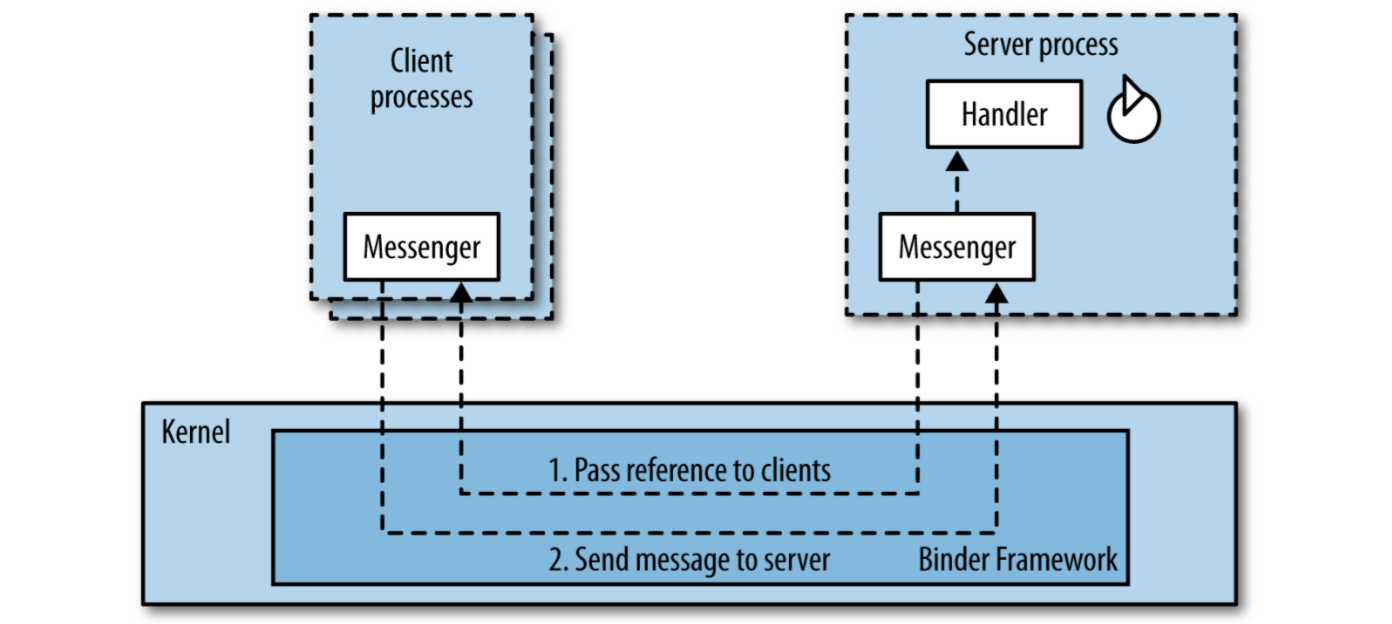 Client
processes
Messenger
Server process
Handler
Messenger
Kernel
1. Pass reference to clients
2. Send message to server
Binder Framework